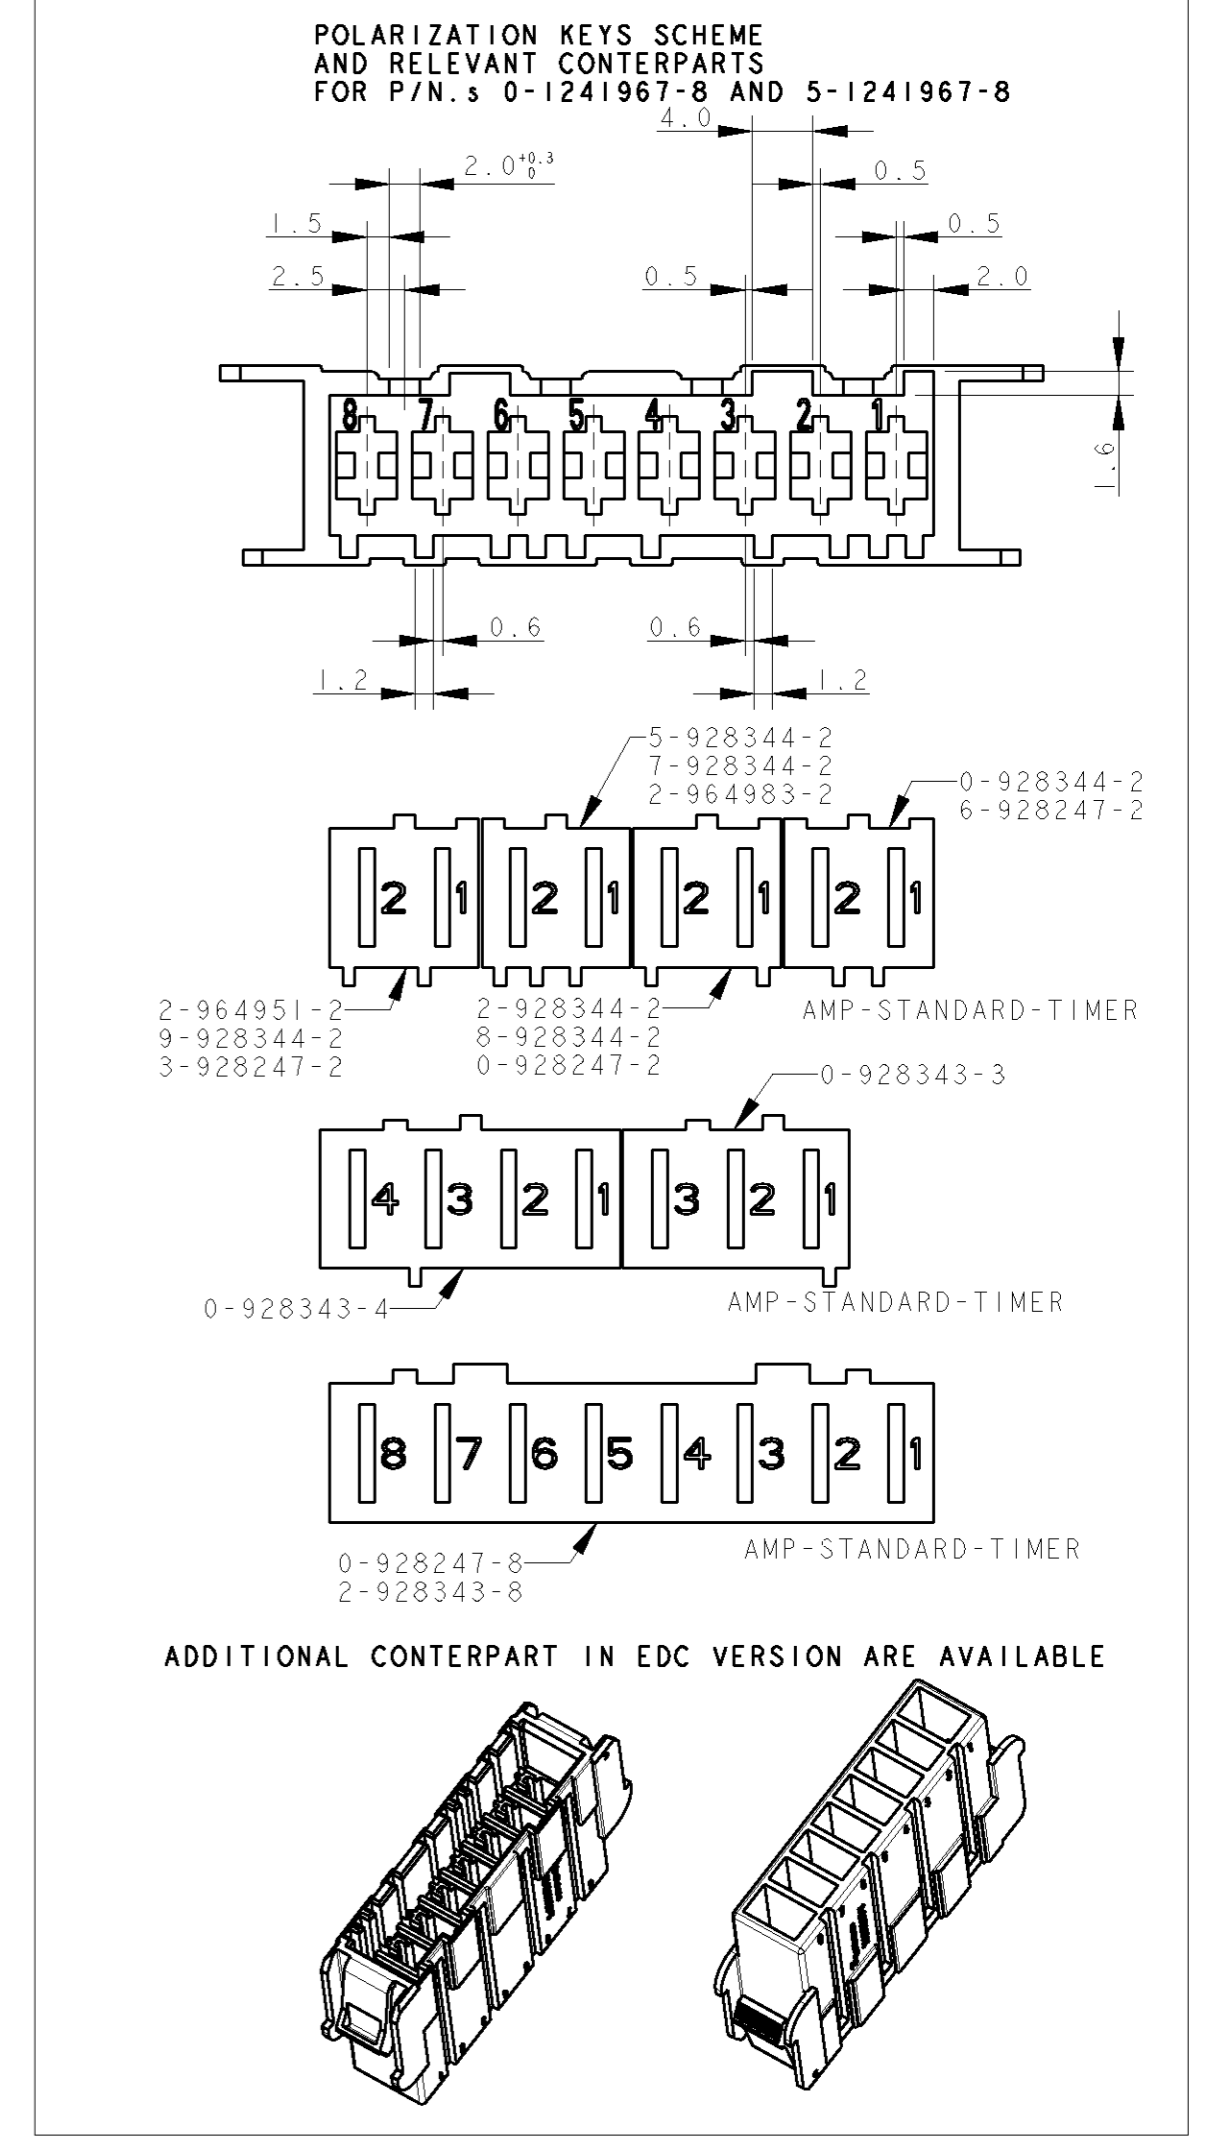 POLARIZATION KEYS SCHEME
AND RELEVANT CONTERPARTS
FOR P/N.s 0-1241967-8 AND 5-1241967-8
4.0
2.0 +0.3 0
0.5
1.5
0.5
2.5
0.5
2.0
8 7 6 5 4 3 2 1
1.6
0.6
0.6
1.2
1.2
5-928344-2
7-928344-2
2-964983-2
0-928344-2
6-928247-2
2 1 2 1 2 1 2 1
2-964951-2
9-928344-2
3-928247-2
2-928344-2
8-928344-2
0-928247-2
AMP-STANDARD-TIMER
0-928343-3
4 3 2 1 3 2 1
0-928343-4
AMP-STANDARD-TIMER
8 7 6 5 4 3 2 1
0-928247-8
2-928343-8
AMP-STANDARD-TIMER
ADDITIONAL CONTERPART IN EDC VERSION ARE AVAILABLE